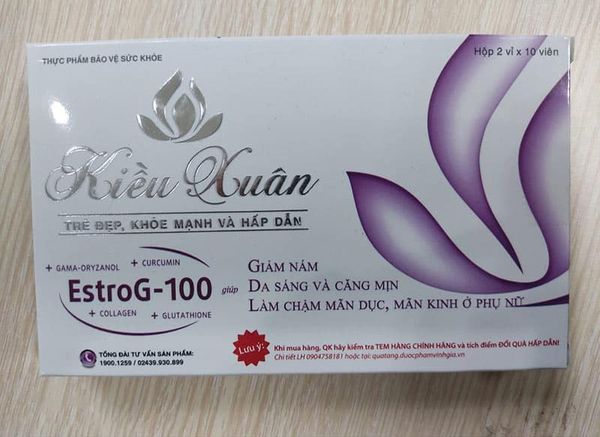 THỰC PHẨM BẢO VỆ SỨC KHỎE
Hộp 2 vỉ x 10 viên
Kiều Xuân
TRẺ ĐẸP, KHỎE MẠNH VÀ HẤP DẪN
+ GAMA-ORYZANOL + CURCUMIN
EstroG-100 giúp
+ COLLAGEN + GLUTATHIONE
GIẢM NÁM
DA SÁNG VÀ CĂNG MỊN
LÀM CHẬM MÃN DỤC, MÃN KINH Ở PHỤ NỮ
TỔNG ĐÀI TƯ VẤN SẢN PHẨM:
1900.1259 / 02439.930.899
Lưu ý:
Khi mua hàng, QK hãy kiểm tra TEM HÀNG CHÍNH HÃNG và tích điểm ĐỔI QUÀ HẤP DẪN!
Chi tiết LH 0904758181 hoặc tại: quatang.duocphamvinhgia.vn